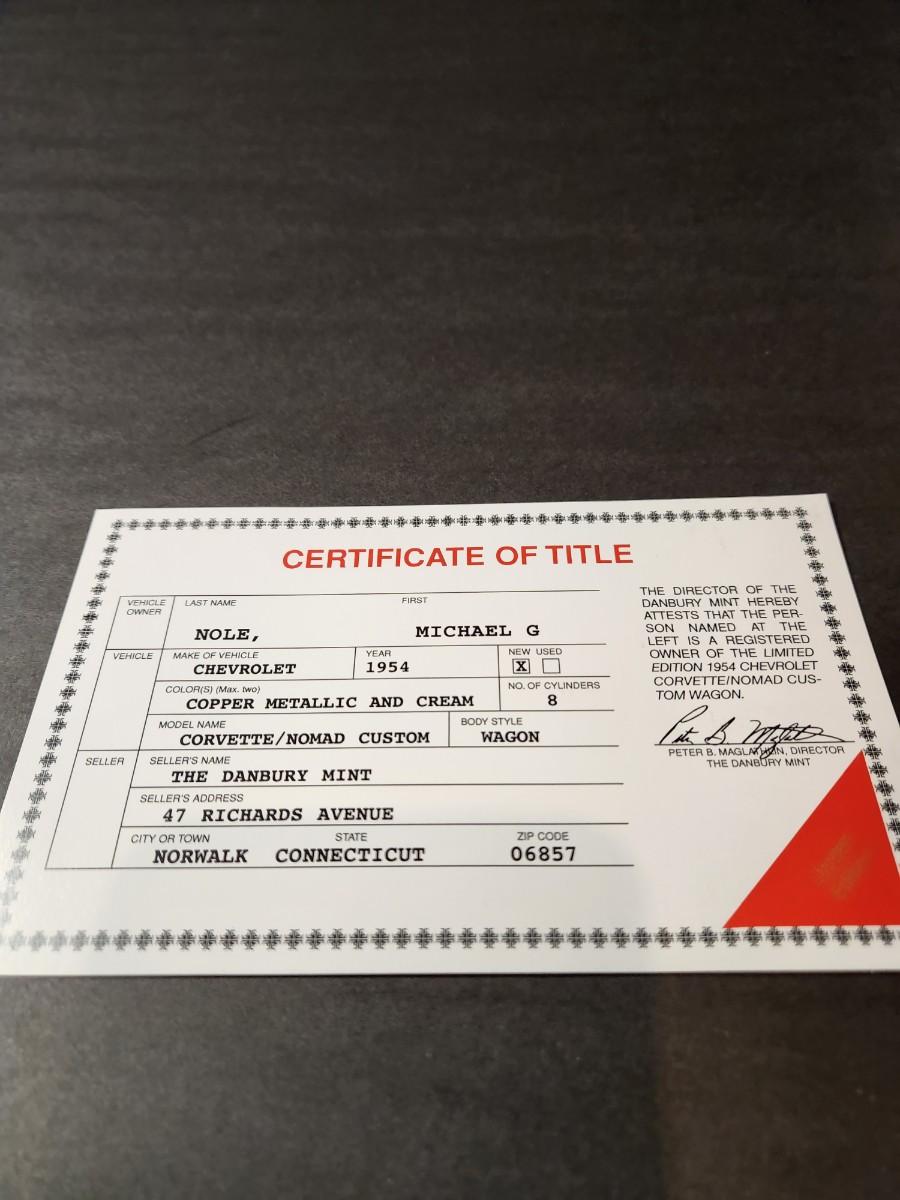 CERTIFICATE OF TITLE
VEHICLE OWNER
LAST NAME FIRST
NOLE, MICHAEL G
VEHICLE
MAKE OF VEHICLE YEAR NEW USED
CHEVROLET 1954 X
COLOR(S) (Max. two) NO. OF CYLINDERS
COPPER METALLIC AND CREAM 8
MODEL NAME BODY STYLE
CORVETTE/NOMAD CUSTOM WAGON
SELLER
SELLER'S NAME
THE DANBURY MINT
SELLER'S ADDRESS
47 RICHARDS AVENUE
CITY OR TOWN STATE ZIP CODE
NORWALK CONNECTICUT 06857
THE DIRECTOR OF THE
DANBURY MINT HEREBY
ATTESTS THAT THE PER-
SON NAMED AT THE
LEFT IS A REGISTERED
OWNER OF THE LIMITED
EDITION 1954 CHEVROLET
CORVETTE/NOMAD CUS-
TOM WAGON.
Peter B. Maglathlin
PETER B. MAGLATHLIN, DIRECTOR
THE DANBURY MINT